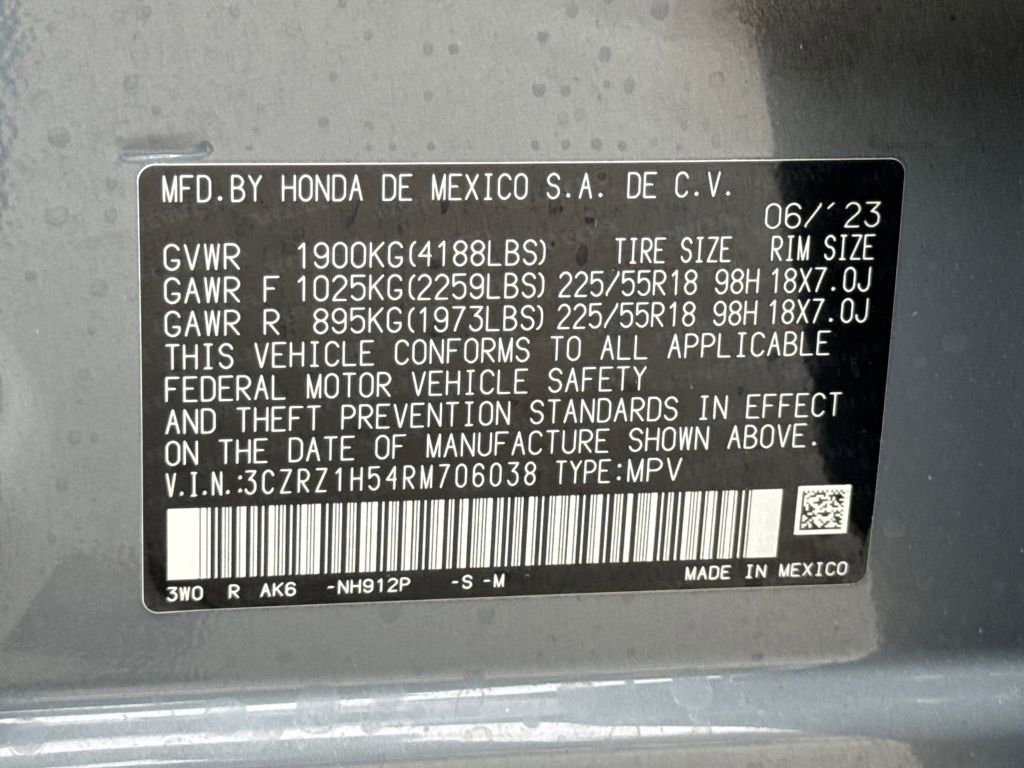 MFD.BY HONDA DE MEXICO S.A. DE C.V.
06/´23
GVWR 1900KG(4188LBS) TIRE SIZE RIM SIZE
GAWR F 1025KG(2259LBS) 225/55R18 98H 18X7.0J
GAWR R 895KG(1973LBS) 225/55R18 98H 18X7.0J
THIS VEHICLE CONFORMS TO ALL APPLICABLE
FEDERAL MOTOR VEHICLE SAFETY
AND THEFT PREVENTION STANDARDS IN EFFECT
ON THE DATE OF MANUFACTURE SHOWN ABOVE.
V.I.N.:3CZRZ1H54RM706038 TYPE:MPV
3W0 R AK6 -NH912P -S -M MADE IN MEXICO